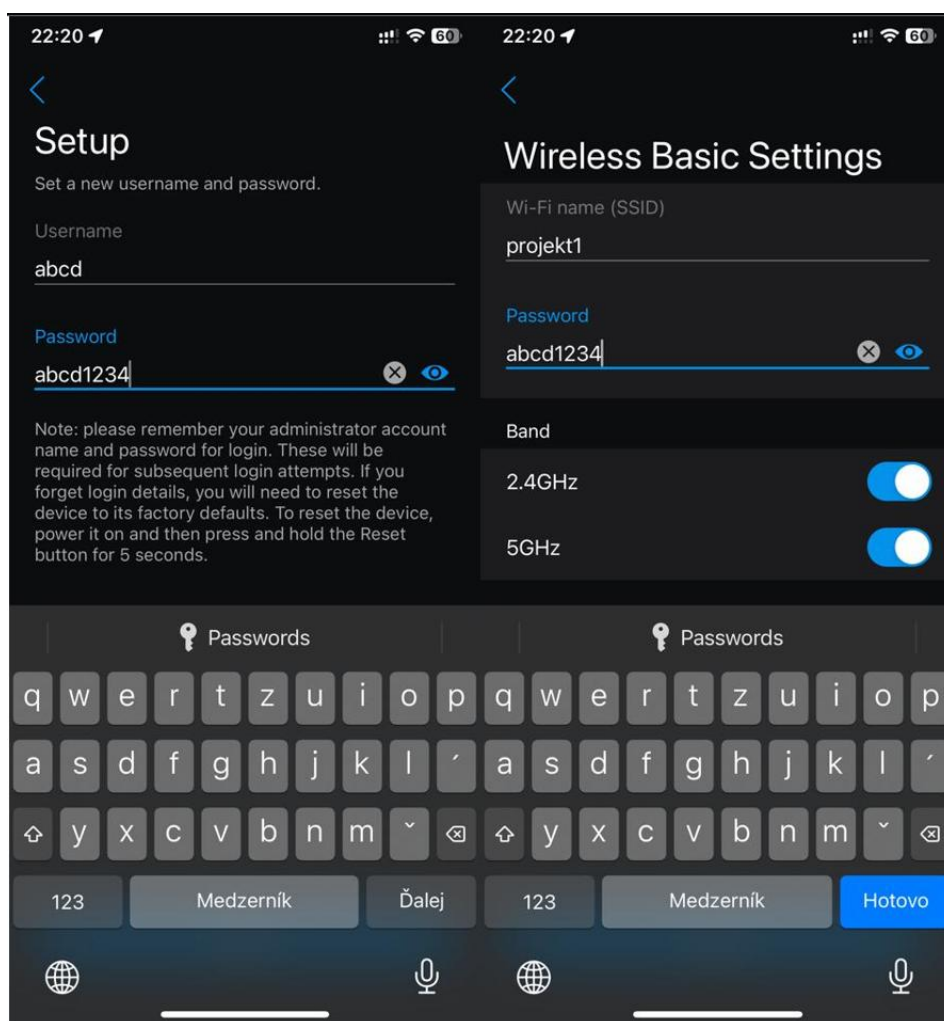 22:20
60
Setup
Set a new username and password.
Username
abcd
Password
abcd1234
Note: please remember your administrator account
name and password for login. These will be
required for subsequent login attempts. If you
forget login details, you will need to reset the
device to its factory defaults. To reset the device,
power it on and then press and hold the Reset
button for 5 seconds.
Passwords
q w e r t z u i o p
a s d f g h j k l ´
y x c v b n m ˇ
123 Medzerník Ďalej
22:20
60
Wireless Basic Settings
Wi-Fi name (SSID)
projekt1
Password
abcd1234
Band
2.4GHz
5GHz
Passwords
q w e r t z u i o p
a s d f g h j k l ´
y x c v b n m ˇ
123 Medzerník Hotovo